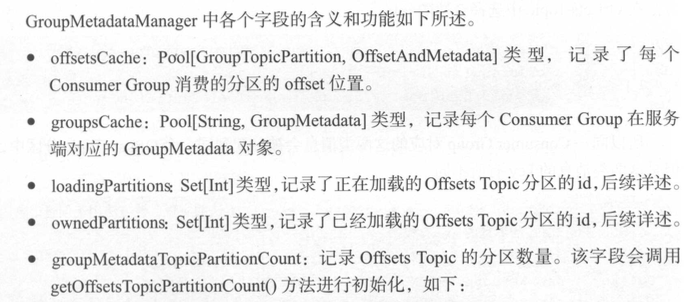 GroupMetadataManager 中各个字段的含义和功能如下所述。
● offsetsCache：Pool[GroupTopicPartition, OffsetAndMetadata] 类型，记录了每个
Consumer Group 消费的分区的 offset 位置。
● groupsCache：Pool[String, GroupMetadata] 类型，记录每个 Consumer Group 在服务
端对应的 GroupMetadata 对象。
● loadingPartitions: Set[Int]类型，记录了正在加载的 Offsets Topic 分区的 id，后续详述。
● ownedPartitions: Set[Int]类型，记录了已经加载的 Offsets Topic 分区的 id，后续详述。
● groupMetadataTopicPartitionCount：记录 Offsets Topic 的分区数量。该字段会调用
getOffsetsTopicPartitionCount() 方法进行初始化，如下：